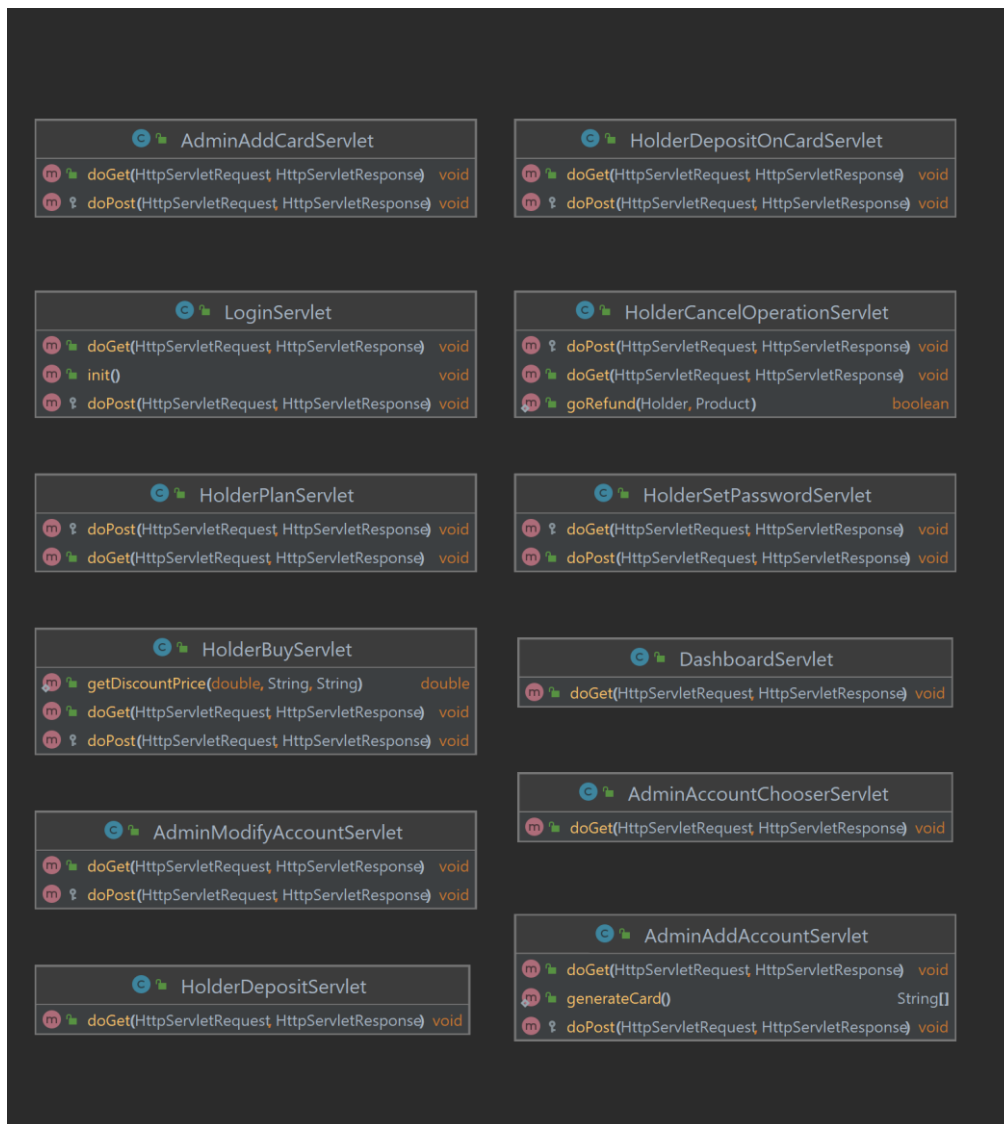 AdminAddCardServlet
doGet(HttpServletRequest, HttpServletResponse) void
doPost(HttpServletRequest, HttpServletResponse) void
LoginServlet
doGet(HttpServletRequest, HttpServletResponse) void
init() void
doPost(HttpServletRequest, HttpServletResponse) void
HolderPlanServlet
doPost(HttpServletRequest, HttpServletResponse) void
doGet(HttpServletRequest, HttpServletResponse) void
HolderBuyServlet
getDiscountPrice(double, String, String) double
doGet(HttpServletRequest, HttpServletResponse) void
doPost(HttpServletRequest, HttpServletResponse) void
AdminModifyAccountServlet
doGet(HttpServletRequest, HttpServletResponse) void
doPost(HttpServletRequest, HttpServletResponse) void
HolderDepositServlet
doGet(HttpServletRequest, HttpServletResponse) void
HolderDepositOnCardServlet
doGet(HttpServletRequest, HttpServletResponse) void
doPost(HttpServletRequest, HttpServletResponse) void
HolderCancelOperationServlet
doPost(HttpServletRequest, HttpServletResponse) void
doGet(HttpServletRequest, HttpServletResponse) void
goRefund(Holder, Product) boolean
HolderSetPasswordServlet
doGet(HttpServletRequest, HttpServletResponse) void
doPost(HttpServletRequest, HttpServletResponse) void
DashboardServlet
doGet(HttpServletRequest, HttpServletResponse) void
AdminAccountChooserServlet
doGet(HttpServletRequest, HttpServletResponse) void
AdminAddAccountServlet
doGet(HttpServletRequest, HttpServletResponse) void
generateCard() String[]
doPost(HttpServletRequest, HttpServletResponse) void